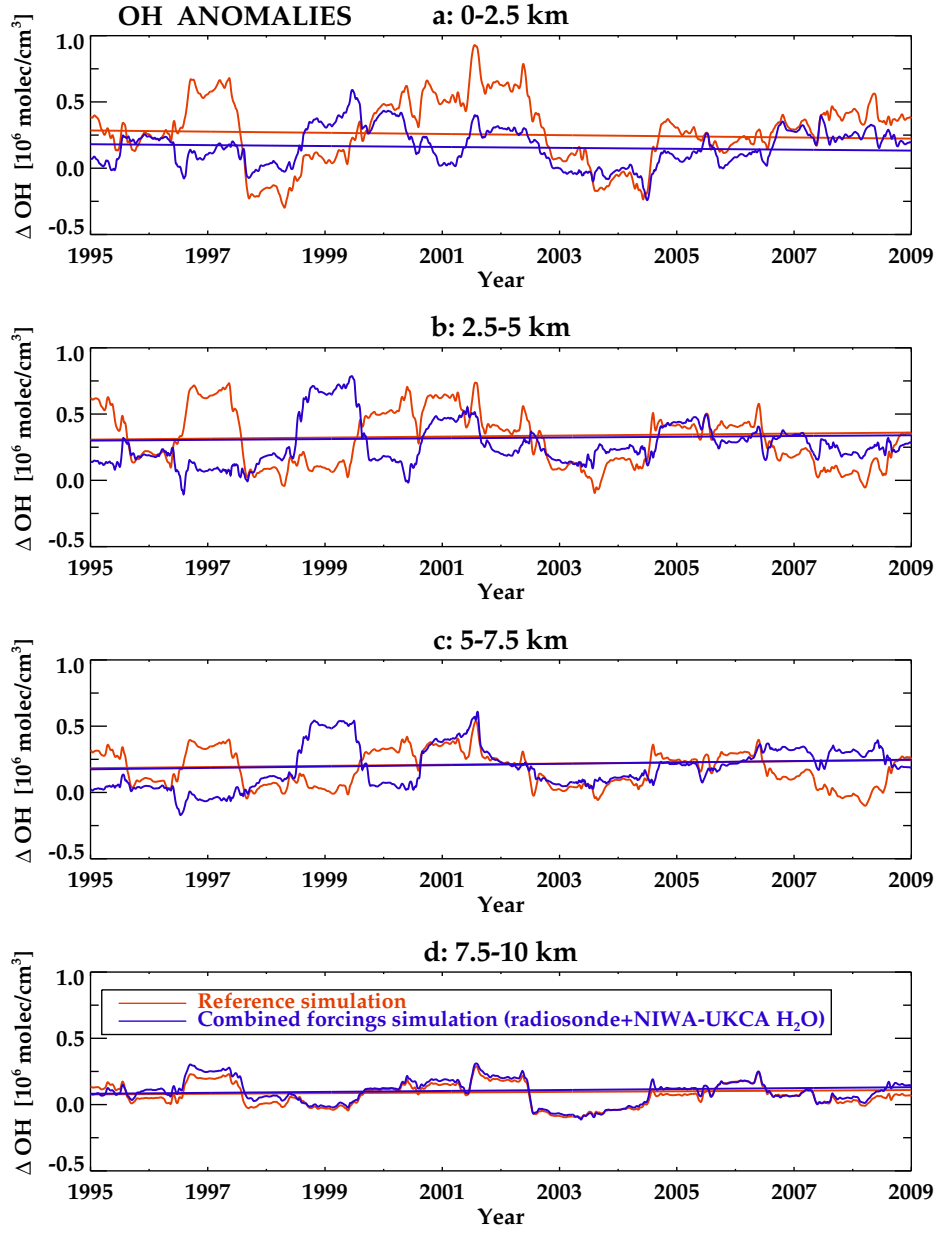 OH ANOMALIES
a: 0-2.5 km
Δ OH [10⁶ molec/cm³]
1.0
0.5
0.0
-0.5
1995 1997 1999 2001 2003 2005 2007 2009
Year
b: 2.5-5 km
Δ OH [10⁶ molec/cm³]
1.0
0.5
0.0
-0.5
1995 1997 1999 2001 2003 2005 2007 2009
Year
c: 5-7.5 km
Δ OH [10⁶ molec/cm³]
1.0
0.5
0.0
-0.5
1995 1997 1999 2001 2003 2005 2007 2009
Year
d: 7.5-10 km
Δ OH [10⁶ molec/cm³]
1.0
0.5
0.0
-0.5
Reference simulation
Combined forcings simulation (radiosonde+NIWA-UKCA H₂O)
1995 1997 1999 2001 2003 2005 2007 2009
Year